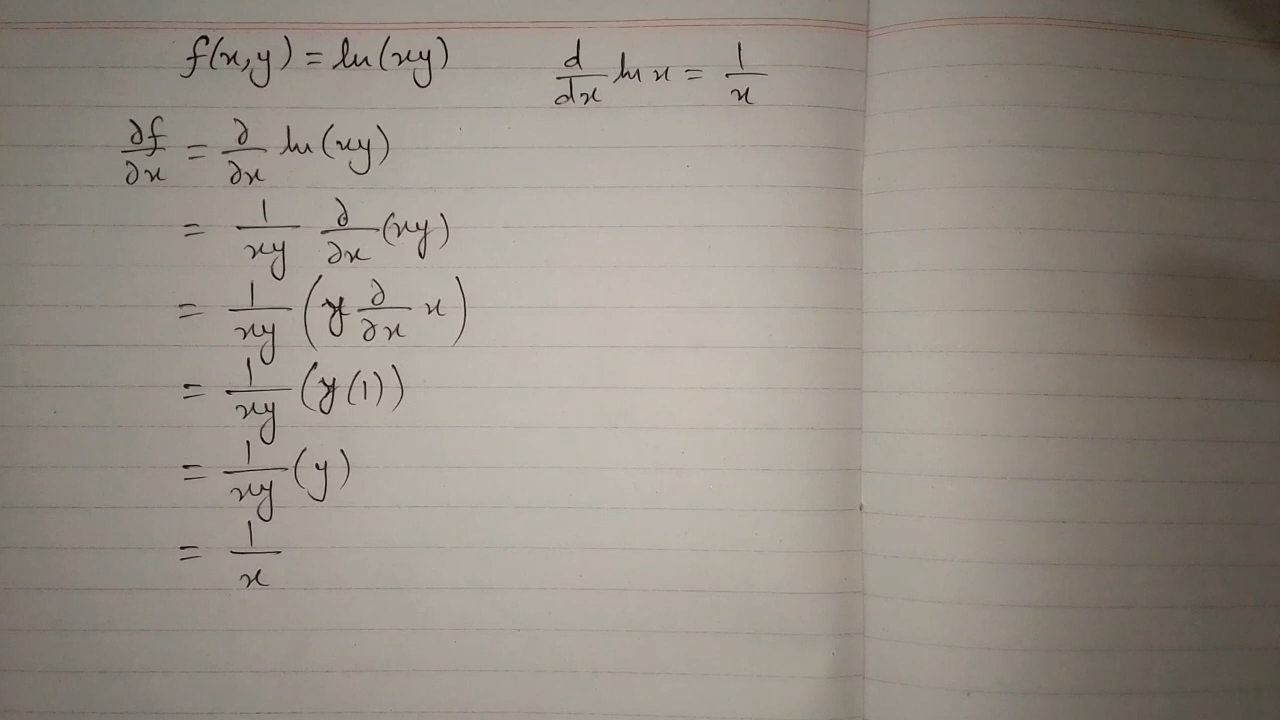 f(x,y) = ln(xy)    d/dx ln x = 1/x
∂f/∂x = ∂/∂x ln(xy)
= 1/xy ∂/∂x (xy)
= 1/xy (y ∂/∂x x)
= 1/xy (y(1))
= 1/xy (y)
= 1/x